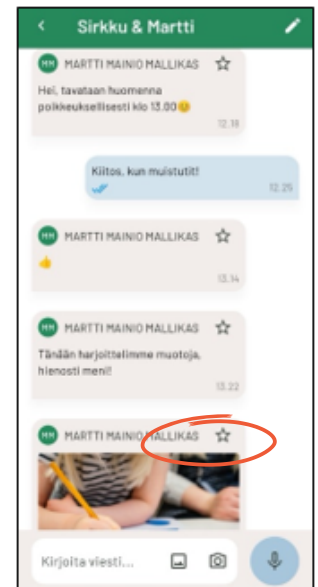 Sirkku & Martti
MM MARTTI MAINIO MALLIKAS
Hei, tavataan huomenna
poikkeuksellisesti klo 13.00😊
12.18
Kiitos, kun muistutit!
12.25
MM MARTTI MAINIO MALLIKAS
👍
13.14
MM MARTTI MAINIO MALLIKAS
Tänään harjoittelimme muotoja,
hienosti meni!
13.22
MM MARTTI MAINIO MALLIKAS
Kirjoita viesti...